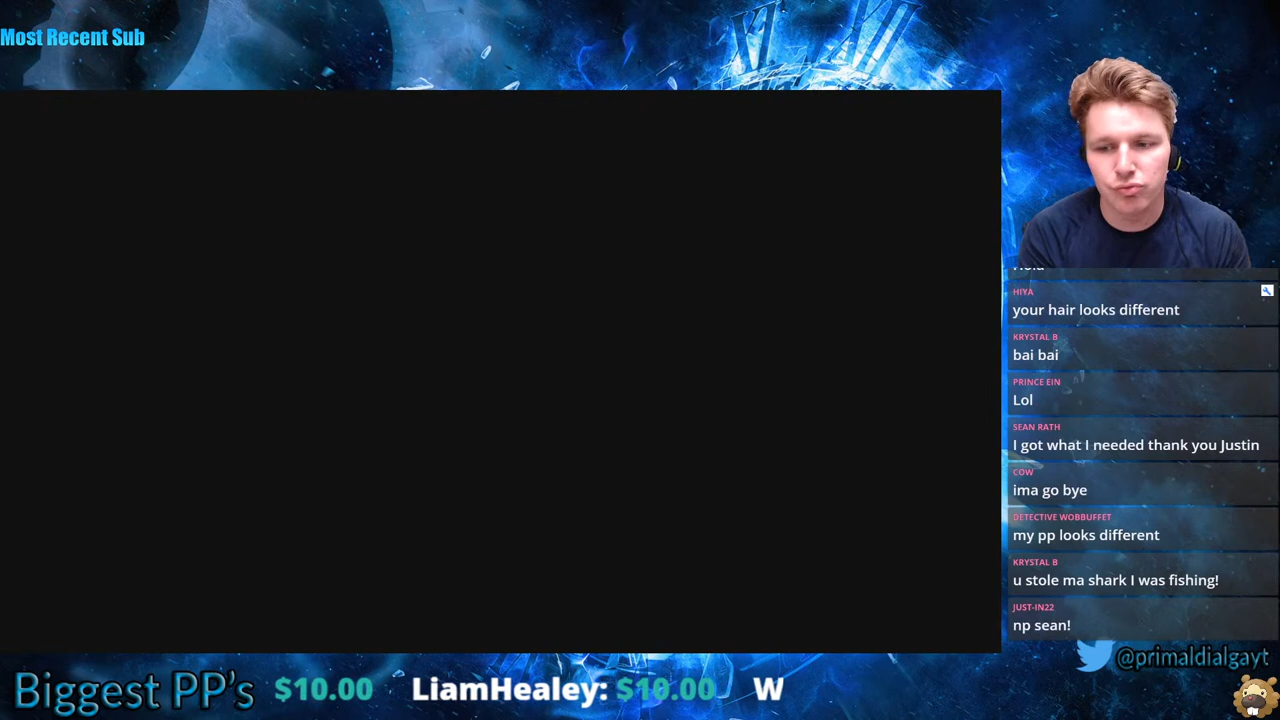 Most Recent Sub
HIYA
your hair looks different
KRYSTAL B
bai bai
PRINCE EIN
Lol
SEAN RATH
I got what I needed thank you Justin
COW
ima go bye
DETECTIVE WOBBUFFET
my pp looks different
KRYSTAL B
u stole ma shark I was fishing!
JUST-IN22
np sean!
@primaldialgayt
Biggest PP's $10.00 LiamHealey: $10.00 W